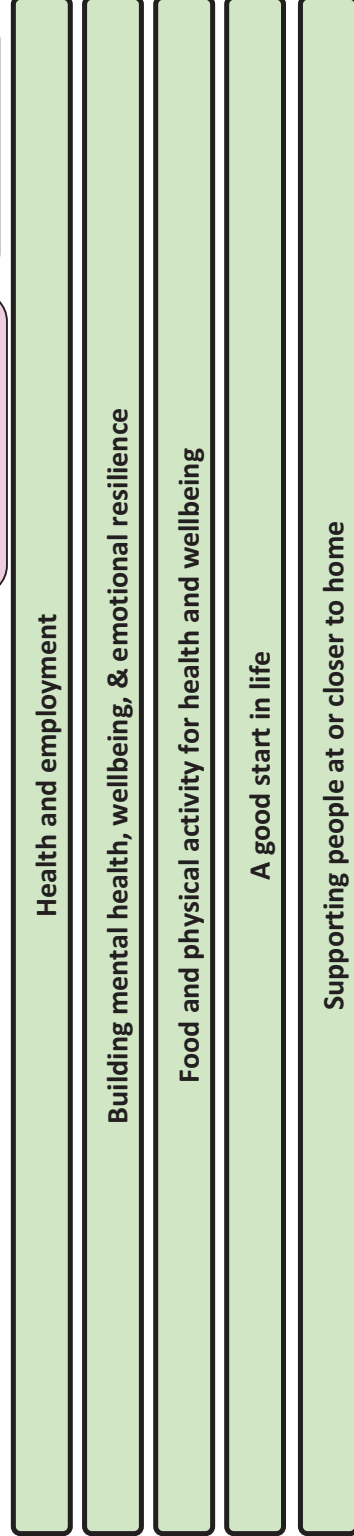 Health and employment
Building mental health, wellbeing, & emotional resilience
Food and physical activity for health and wellbeing
A good start in life
Supporting people at or closer to home